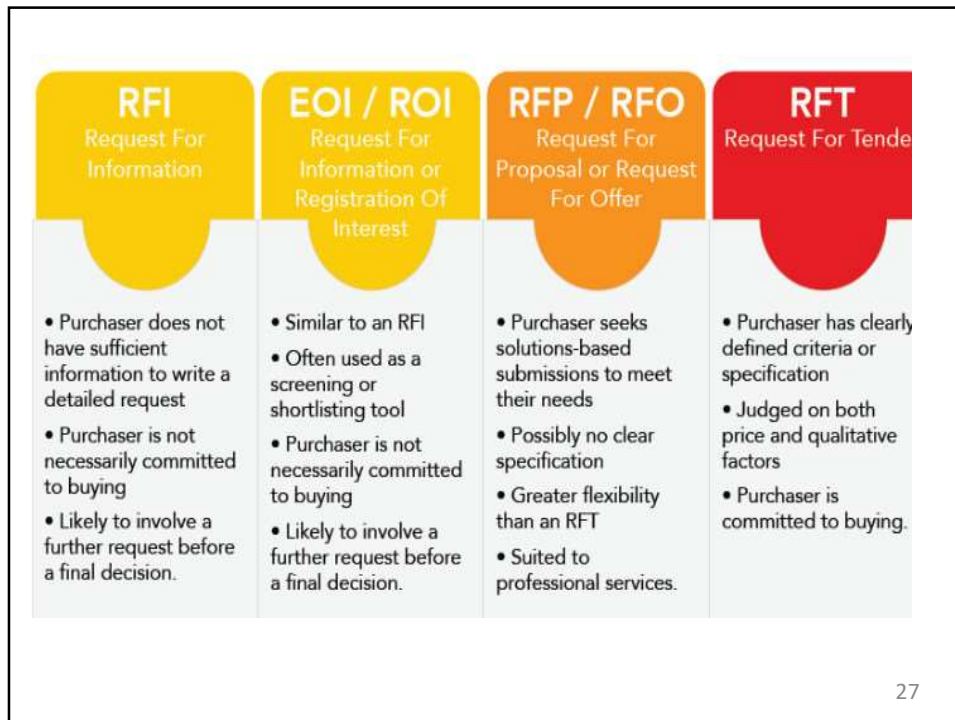 RFI
Request For
Information
• Purchaser does not
have sufficient
information to write a
detailed request
• Purchaser is not
necessarily committed
to buying
• Likely to involve a
further request before
a final decision.
EOI / ROI
Request For
Information or
Registration Of
Interest
• Similar to an RFI
• Often used as a
screening or
shortlisting tool
• Purchaser is not
necessarily committed
to buying
• Likely to involve a
further request before
a final decision.
RFP / RFO
Request For
Proposal or Request
For Offer
• Purchaser seeks
solutions-based
submissions to meet
their needs
• Possibly no clear
specification
• Greater flexibility
than an RFT
• Suited to
professional services.
RFT
Request For Tende
• Purchaser has clearly
defined criteria or
specification
• Judged on both
price and qualitative
factors
• Purchaser is
committed to buying.
27